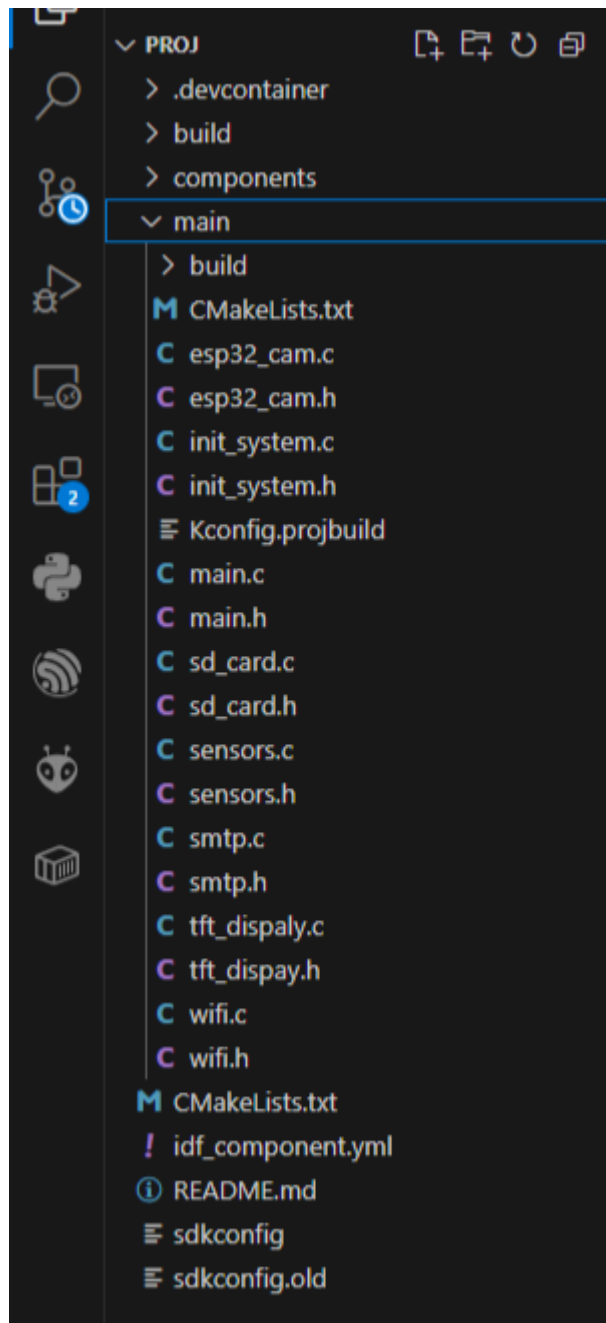 PROJ
.devcontainer
build
components
main
build
M CMakeLists.txt
C esp32_cam.c
C esp32_cam.h
C init_system.c
C init_system.h
Kconfig.projbuild
C main.c
C main.h
C sd_card.c
C sd_card.h
C sensors.c
C sensors.h
C smtp.c
C smtp.h
C tft_dispaly.c
C tft_dispay.h
C wifi.c
C wifi.h
M CMakeLists.txt
! idf_component.yml
README.md
sdkconfig
sdkconfig.old
2